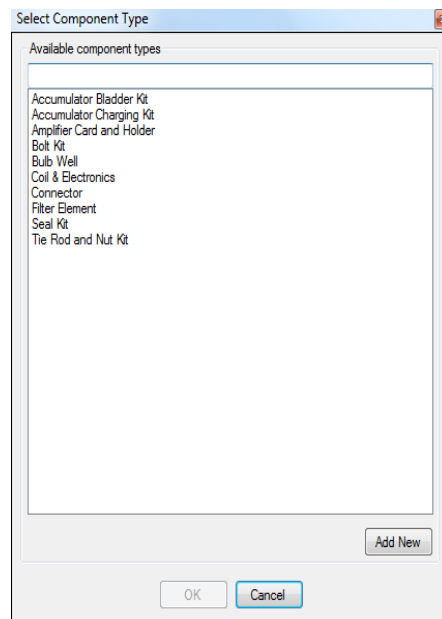 Select Component Type
Available component types
Accumulator Bladder Kit
Accumulator Charging Kit
Amplifier Card and Holder
Bolt Kit
Bulb Well
Coil & Electronics
Connector
Filter Element
Seal Kit
Tie Rod and Nut Kit
Add New
OK
Cancel